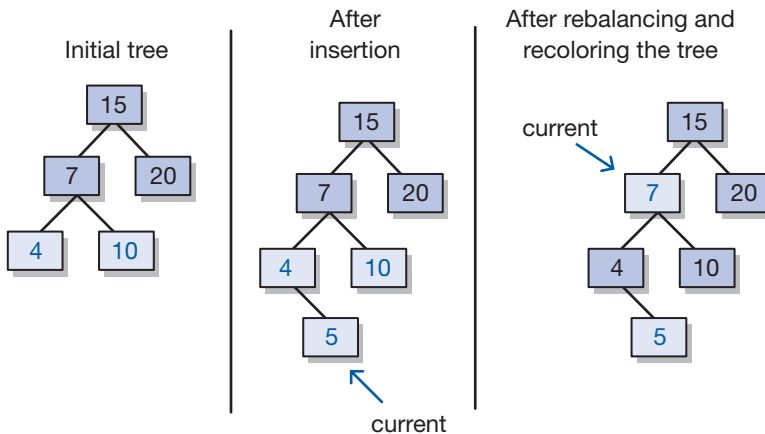 Initial tree
15
7
20
4
10
After
insertion
15
7
20
4
10
5
current
After rebalancing and
recoloring the tree
current
15
7
20
4
10
5